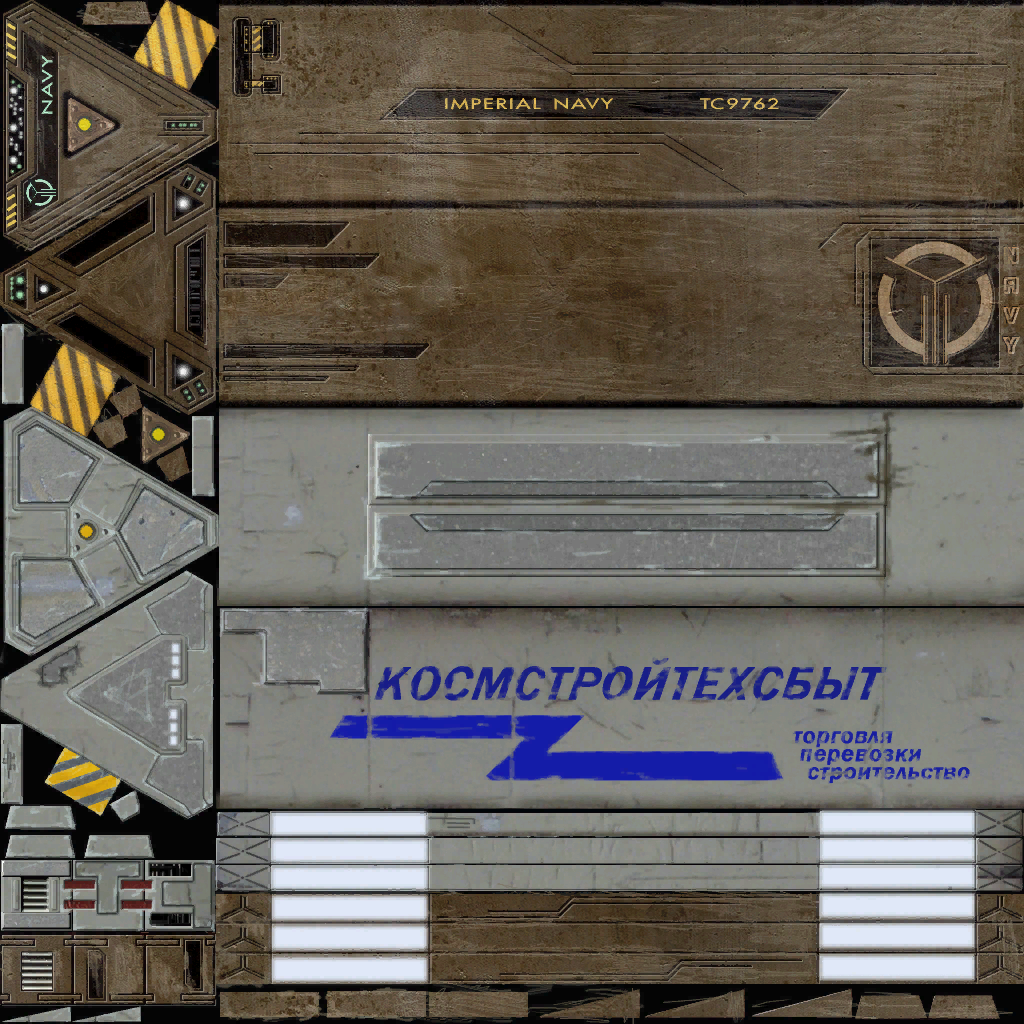 NAVY
IMPERIAL NAVY TC9762
NAVY
КОСМСТРОЙТЕХСБЫТ
торговля
перевозки
строительство